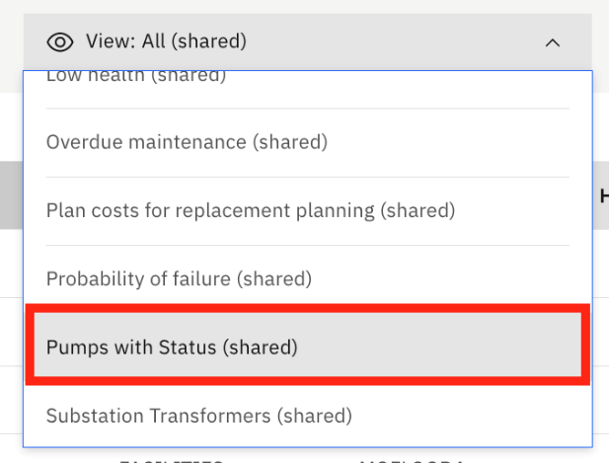 View: All (shared)
Low health (shared)
Overdue maintenance (shared)
H
Plan costs for replacement planning (shared)
Probability of failure (shared)
Pumps with Status (shared)
Substation Transformers (shared)
FACILITIES